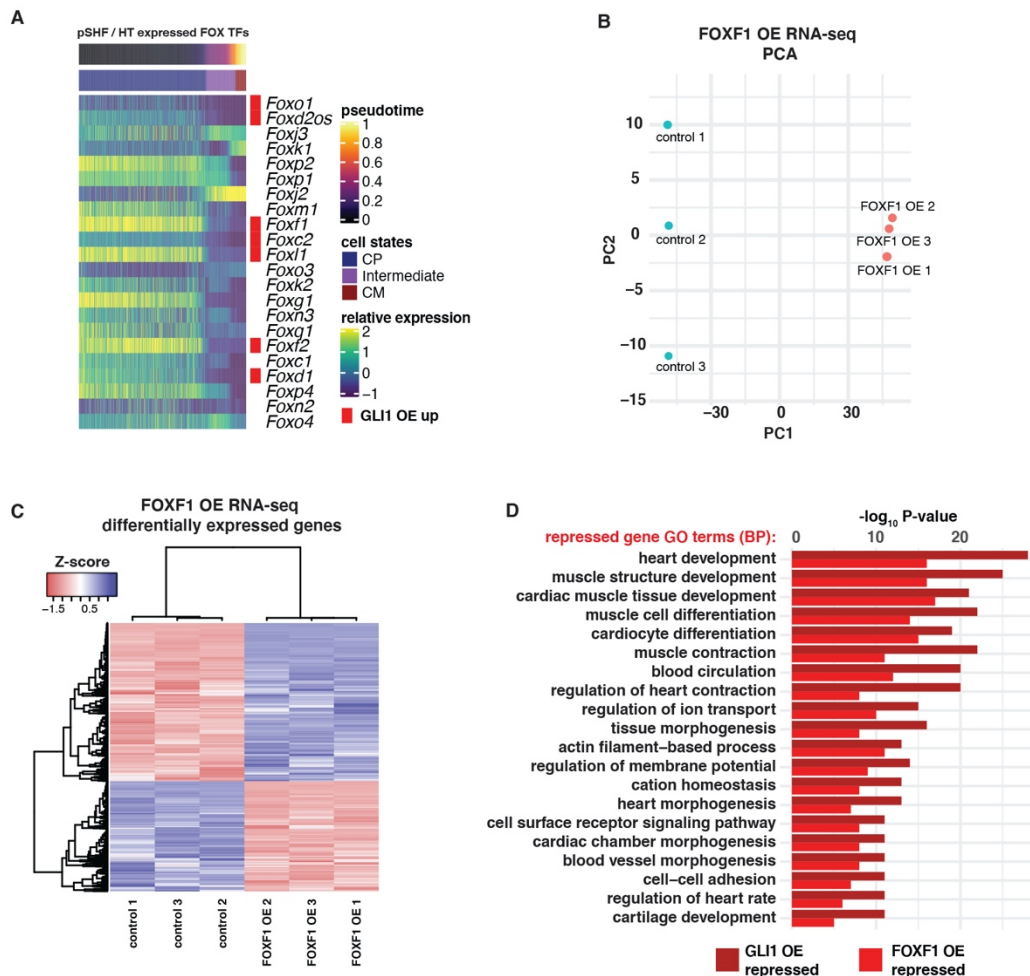 A
pSHF / HT expressed FOX TFs
Foxo1
Foxd2os
Foxj3
Foxk1
Foxp2
Foxp1
Foxj2
Foxm1
Foxf1
Foxc2
Foxl1
Foxo3
Foxk2
Foxg1
Foxn3
Foxq1
Foxf2
Foxc1
Foxd1
Foxp4
Foxn2
Foxo4
pseudotime
1
0.8
0.6
0.4
0.2
0
cell states
CP
Intermediate
CM
relative expression
2
1
0
−1
GLI1 OE up
B
FOXF1 OE RNA-seq
PCA
PC2
10
5
0
−5
−10
−15
control 1
control 2
control 3
FOXF1 OE 2
FOXF1 OE 3
FOXF1 OE 1
−30
0
30
PC1
C
FOXF1 OE RNA-seq
differentially expressed genes
Z-score
−1.5
0.5
control 1
control 3
control 2
FOXF1 OE 2
FOXF1 OE 3
FOXF1 OE 1
D
-log10 P-value
repressed gene GO terms (BP):
0
10
20
heart development
muscle structure development
cardiac muscle tissue development
muscle cell differentiation
cardiocyte differentiation
muscle contraction
blood circulation
regulation of heart contraction
regulation of ion transport
tissue morphogenesis
actin filament–based process
regulation of membrane potential
cation homeostasis
heart morphogenesis
cell surface receptor signaling pathway
cardiac chamber morphogenesis
blood vessel morphogenesis
cell–cell adhesion
regulation of heart rate
cartilage development
GLI1 OE
repressed
FOXF1 OE
repressed